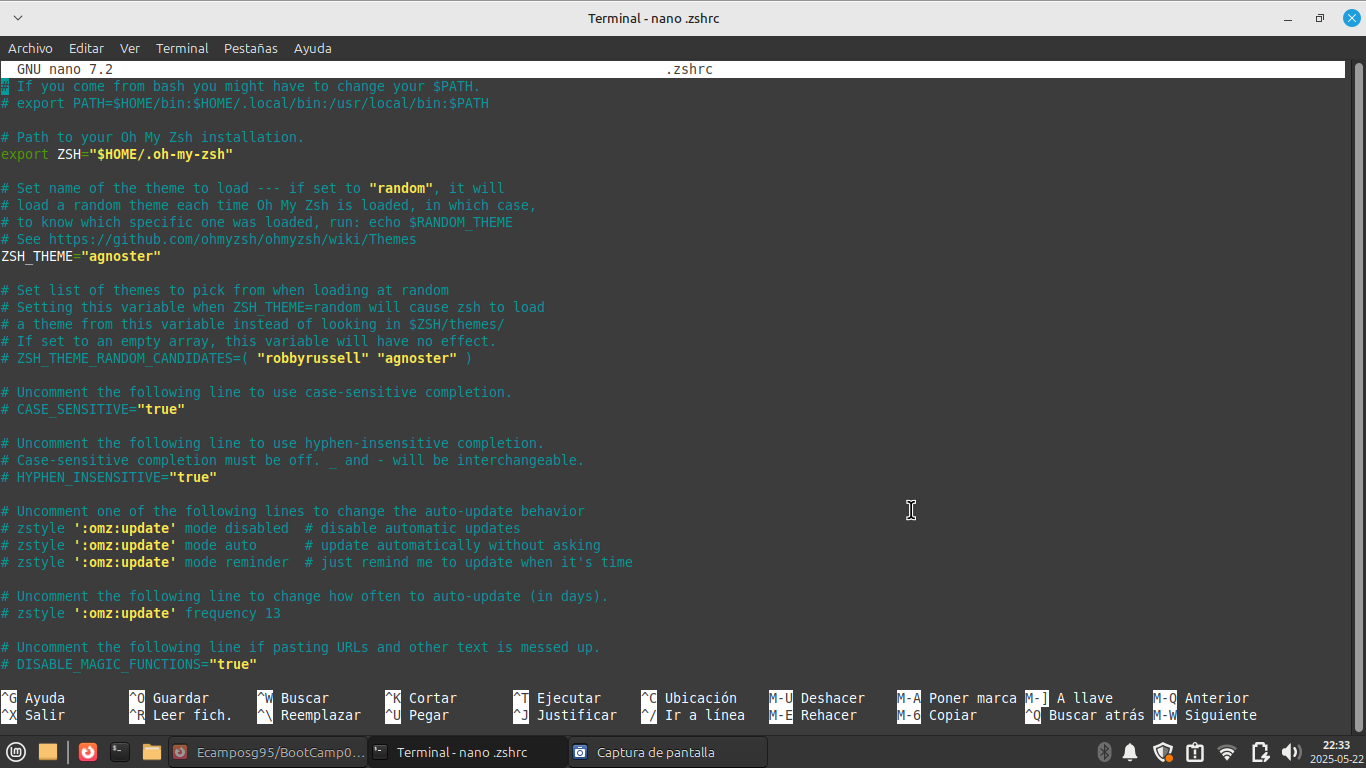 Terminal - nano .zshrc
Archivo Editar Ver Terminal Pestañas Ayuda
GNU nano 7.2 .zshrc
# If you come from bash you might have to change your $PATH.
# export PATH=$HOME/bin:$HOME/.local/bin:/usr/local/bin:$PATH
# Path to your Oh My Zsh installation.
export ZSH="$HOME/.oh-my-zsh"
# Set name of the theme to load --- if set to "random", it will
# load a random theme each time Oh My Zsh is loaded, in which case,
# to know which specific one was loaded, run: echo $RANDOM_THEME
# See https://github.com/ohmyzsh/ohmyzsh/wiki/Themes
ZSH_THEME="agnoster"
# Set list of themes to pick from when loading at random
# Setting this variable when ZSH_THEME=random will cause zsh to load
# a theme from this variable instead of looking in $ZSH/themes/
# If set to an empty array, this variable will have no effect.
# ZSH_THEME_RANDOM_CANDIDATES=( "robbyrussell" "agnoster" )
# Uncomment the following line to use case-sensitive completion.
# CASE_SENSITIVE="true"
# Uncomment the following line to use hyphen-insensitive completion.
# Case-sensitive completion must be off. _ and - will be interchangeable.
# HYPHEN_INSENSITIVE="true"
# Uncomment one of the following lines to change the auto-update behavior
# zstyle ':omz:update' mode disabled  # disable automatic updates
# zstyle ':omz:update' mode auto      # update automatically without asking
# zstyle ':omz:update' mode reminder  # just remind me to update when it's time
# Uncomment the following line to change how often to auto-update (in days).
# zstyle ':omz:update' frequency 13
# Uncomment the following line if pasting URLs and other text is messed up.
# DISABLE_MAGIC_FUNCTIONS="true"
^G Ayuda ^O Guardar ^W Buscar ^K Cortar ^T Ejecutar ^C Ubicación M-U Deshacer M-A Poner marca M-] A llave M-Q Anterior
^X Salir ^R Leer fich. ^\ Reemplazar ^U Pegar ^J Justificar ^/ Ir a línea M-E Rehacer M-6 Copiar ^Q Buscar atrás M-W Siguiente
Ecamposg95/BootCamp0... Terminal - nano .zshrc Captura de pantalla 22:33
2025-05-22